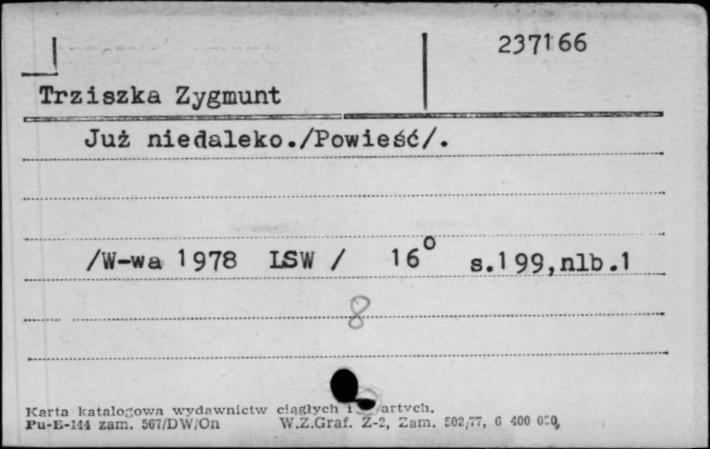 237166
Trziszka Zygmunt
Już niedaleko./Powieść/.
/W-wa 1978 LSW / 16° s.199,nlb.1
8
Karta katalogowa wydawnictw ciągłych i
Pu-E-144 zam. 567/DW/On W.Z.Graf. Z-2, Zam. 502/77, 6 400 000